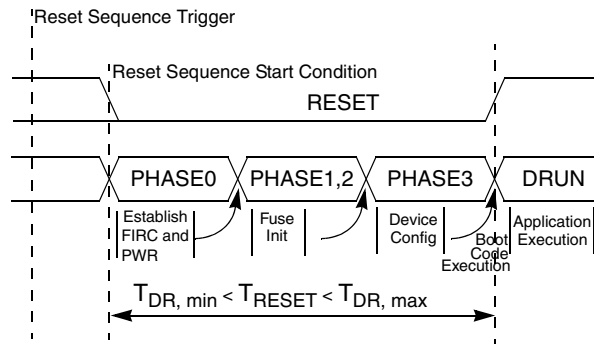 Reset Sequence Trigger
Reset Sequence Start Condition
RESET
PHASE0
PHASE1,2
PHASE3
DRUN
Establish
FIRC and
PWR
Fuse
Init
Device
Config
Boot
Code
Execution
Application
Execution
TDR, min < TRESET < TDR, max